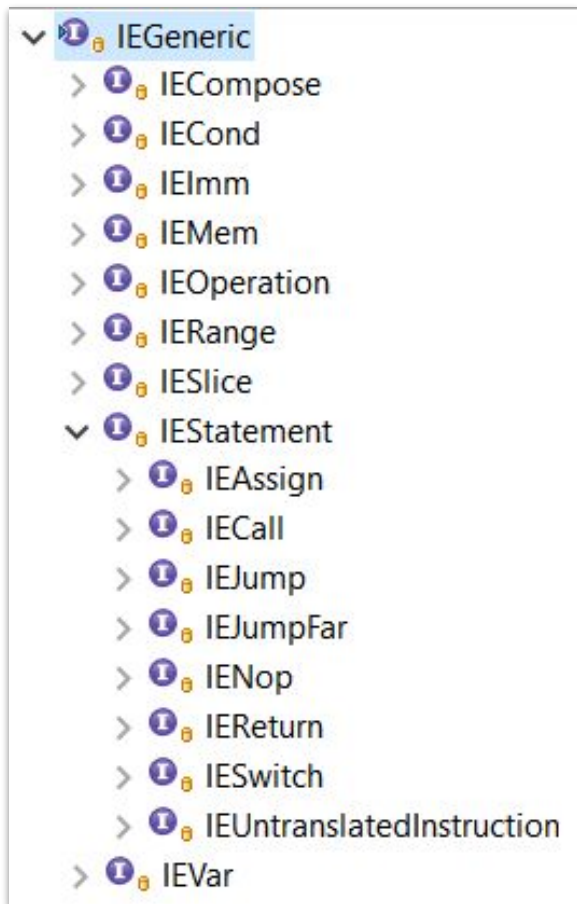 IEGeneric
IECompose
IECond
IEImm
IEMem
IEOperation
IERange
IESlice
IEStatement
IEAssign
IECall
IEJump
IEJumpFar
IENop
IEReturn
IESwitch
IEUntranslatedInstruction
IEVar